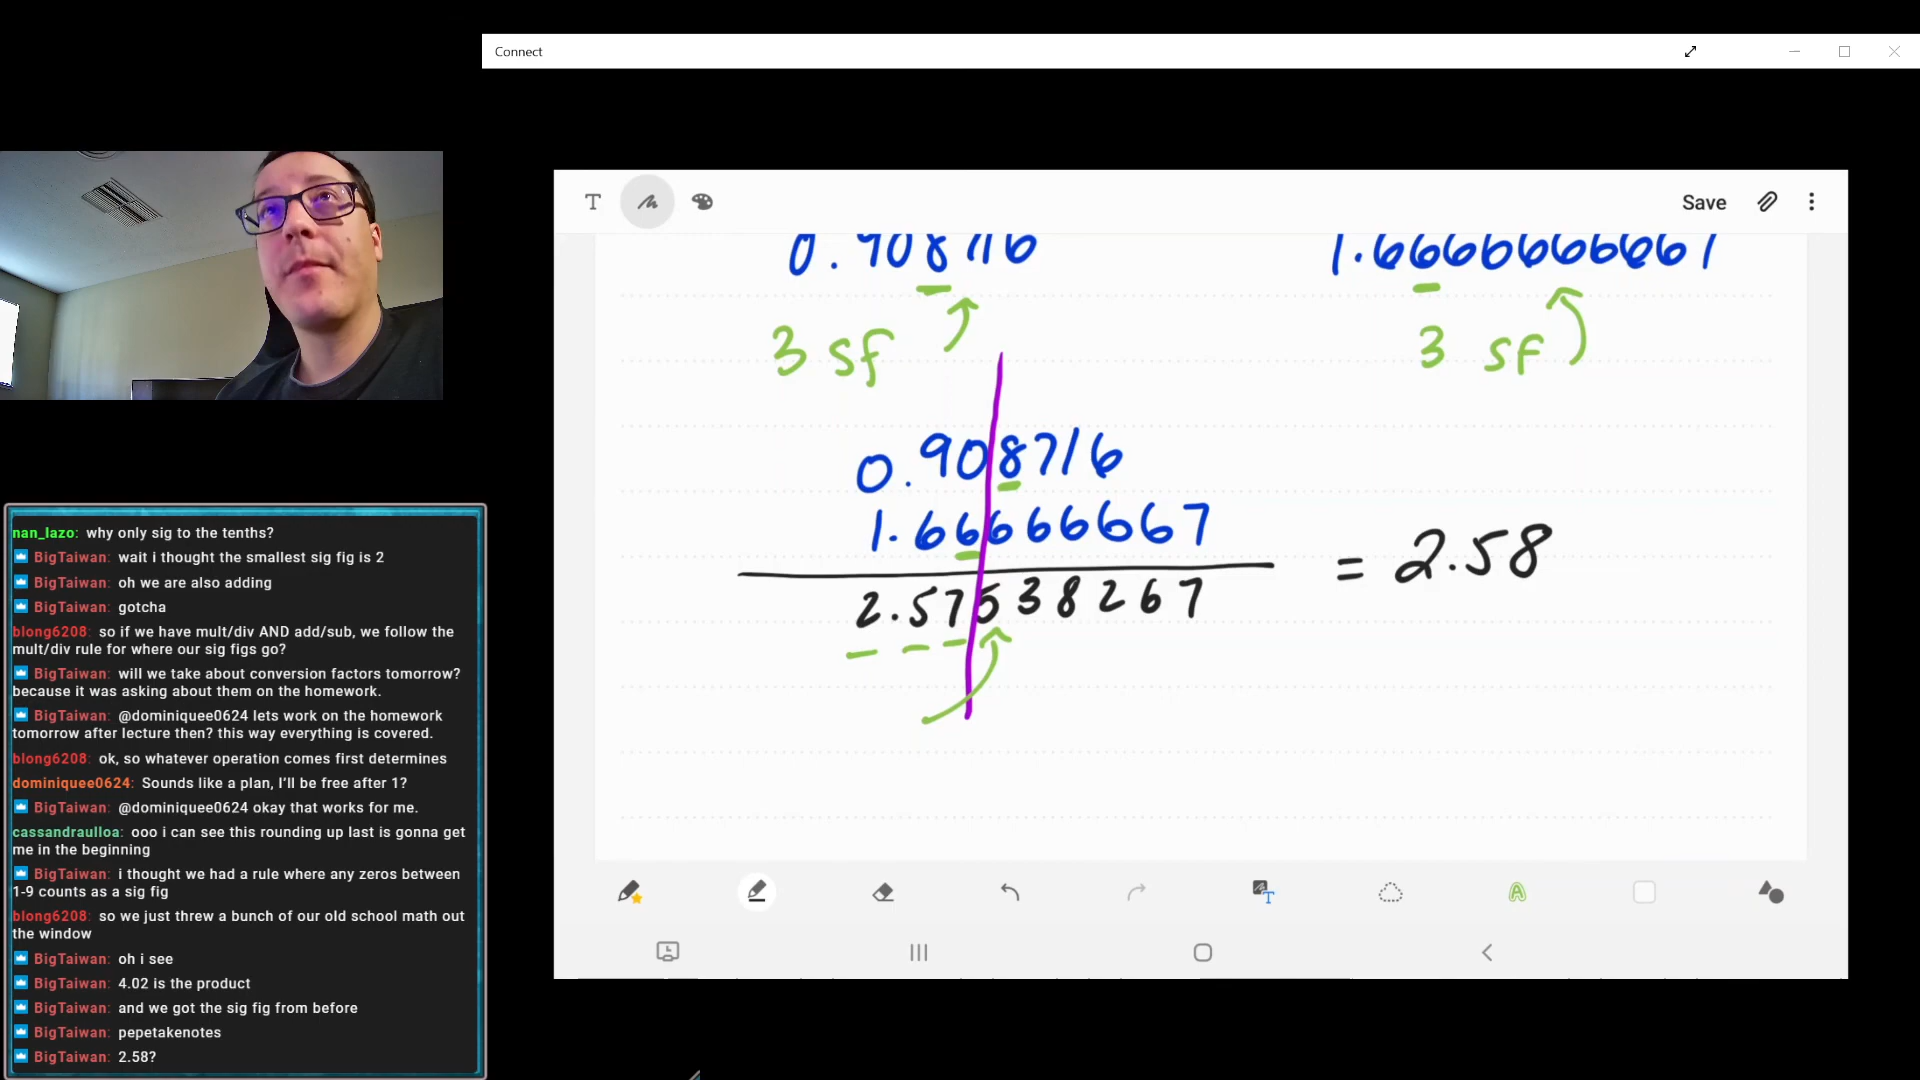 Connect
T
Save
0.908716
1.6666666667
3 sf
3 sf
0.908716
1.66666667
= 2.58
2.57538267
nan_lazo: why only sig to the tenths?
BigTaiwan: wait i thought the smallest sig fig is 2
BigTaiwan: oh we are also adding
BigTaiwan: gotcha
blong6208: so if we have mult/div AND add/sub, we follow the
mult/div rule for where our sig figs go?
BigTaiwan: will we take about conversion factors tomorrow?
because it was asking about them on the homework.
BigTaiwan: @dominiquee0624 lets work on the homework
tomorrow after lecture then? this way everything is covered.
blong6208: ok, so whatever operation comes first determines
dominiquee0624: Sounds like a plan, I'll be free after 1?
BigTaiwan: @dominiquee0624 okay that works for me.
cassandraulloa: ooo i can see this rounding up last is gonna get
me in the beginning
BigTaiwan: i thought we had a rule where any zeros between
1-9 counts as a sig fig
blong6208: so we just threw a bunch of our old school math out
the window
BigTaiwan: oh i see
BigTaiwan: 4.02 is the product
BigTaiwan: and we got the sig fig from before
BigTaiwan: pepetakenotes
BigTaiwan: 2.58?